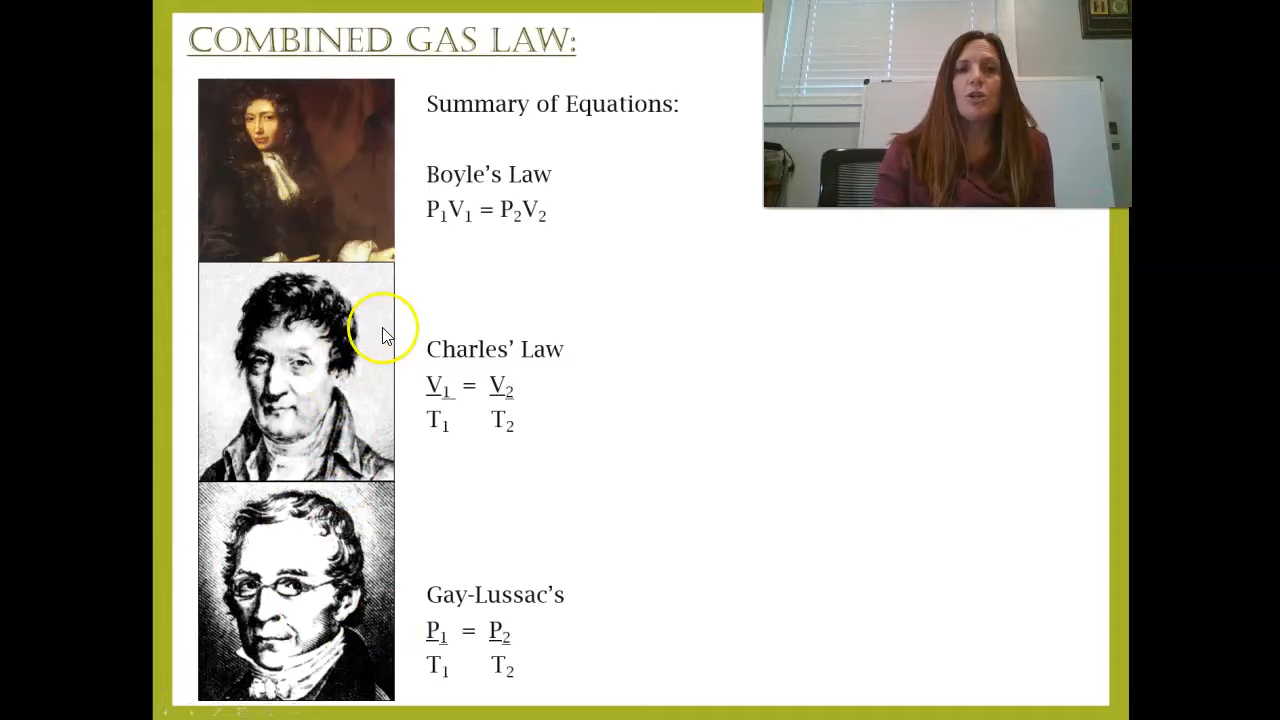 COMBINED GAS LAW:
Summary of Equations:
Boyle’s Law
P₁V₁ = P₂V₂
Charles’ Law
V₁ = V₂
T₁ T₂
Gay-Lussac’s
P₁ = P₂
T₁ T₂